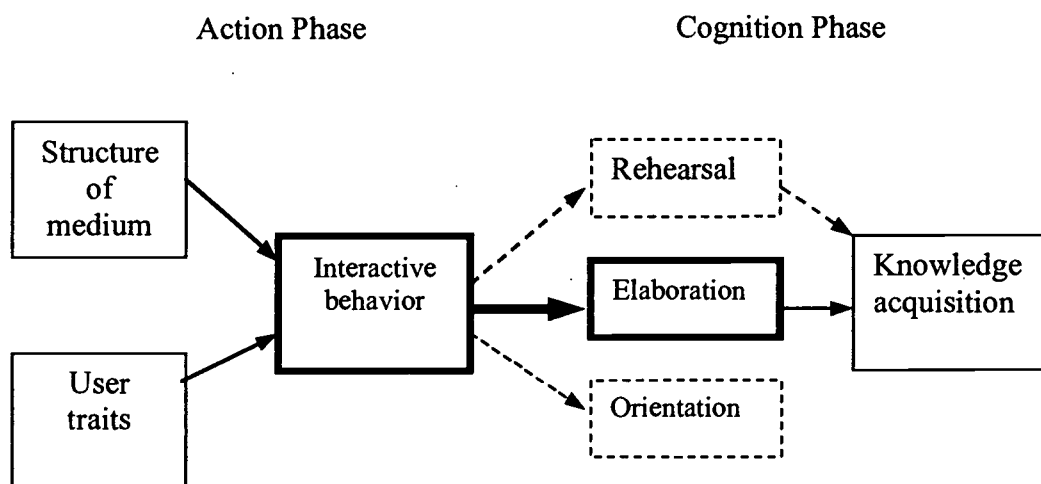 Action Phase
Cognition Phase
Structure
of
medium
User
traits
Interactive
behavior
Rehearsal
Elaboration
Orientation
Knowledge
acquisition